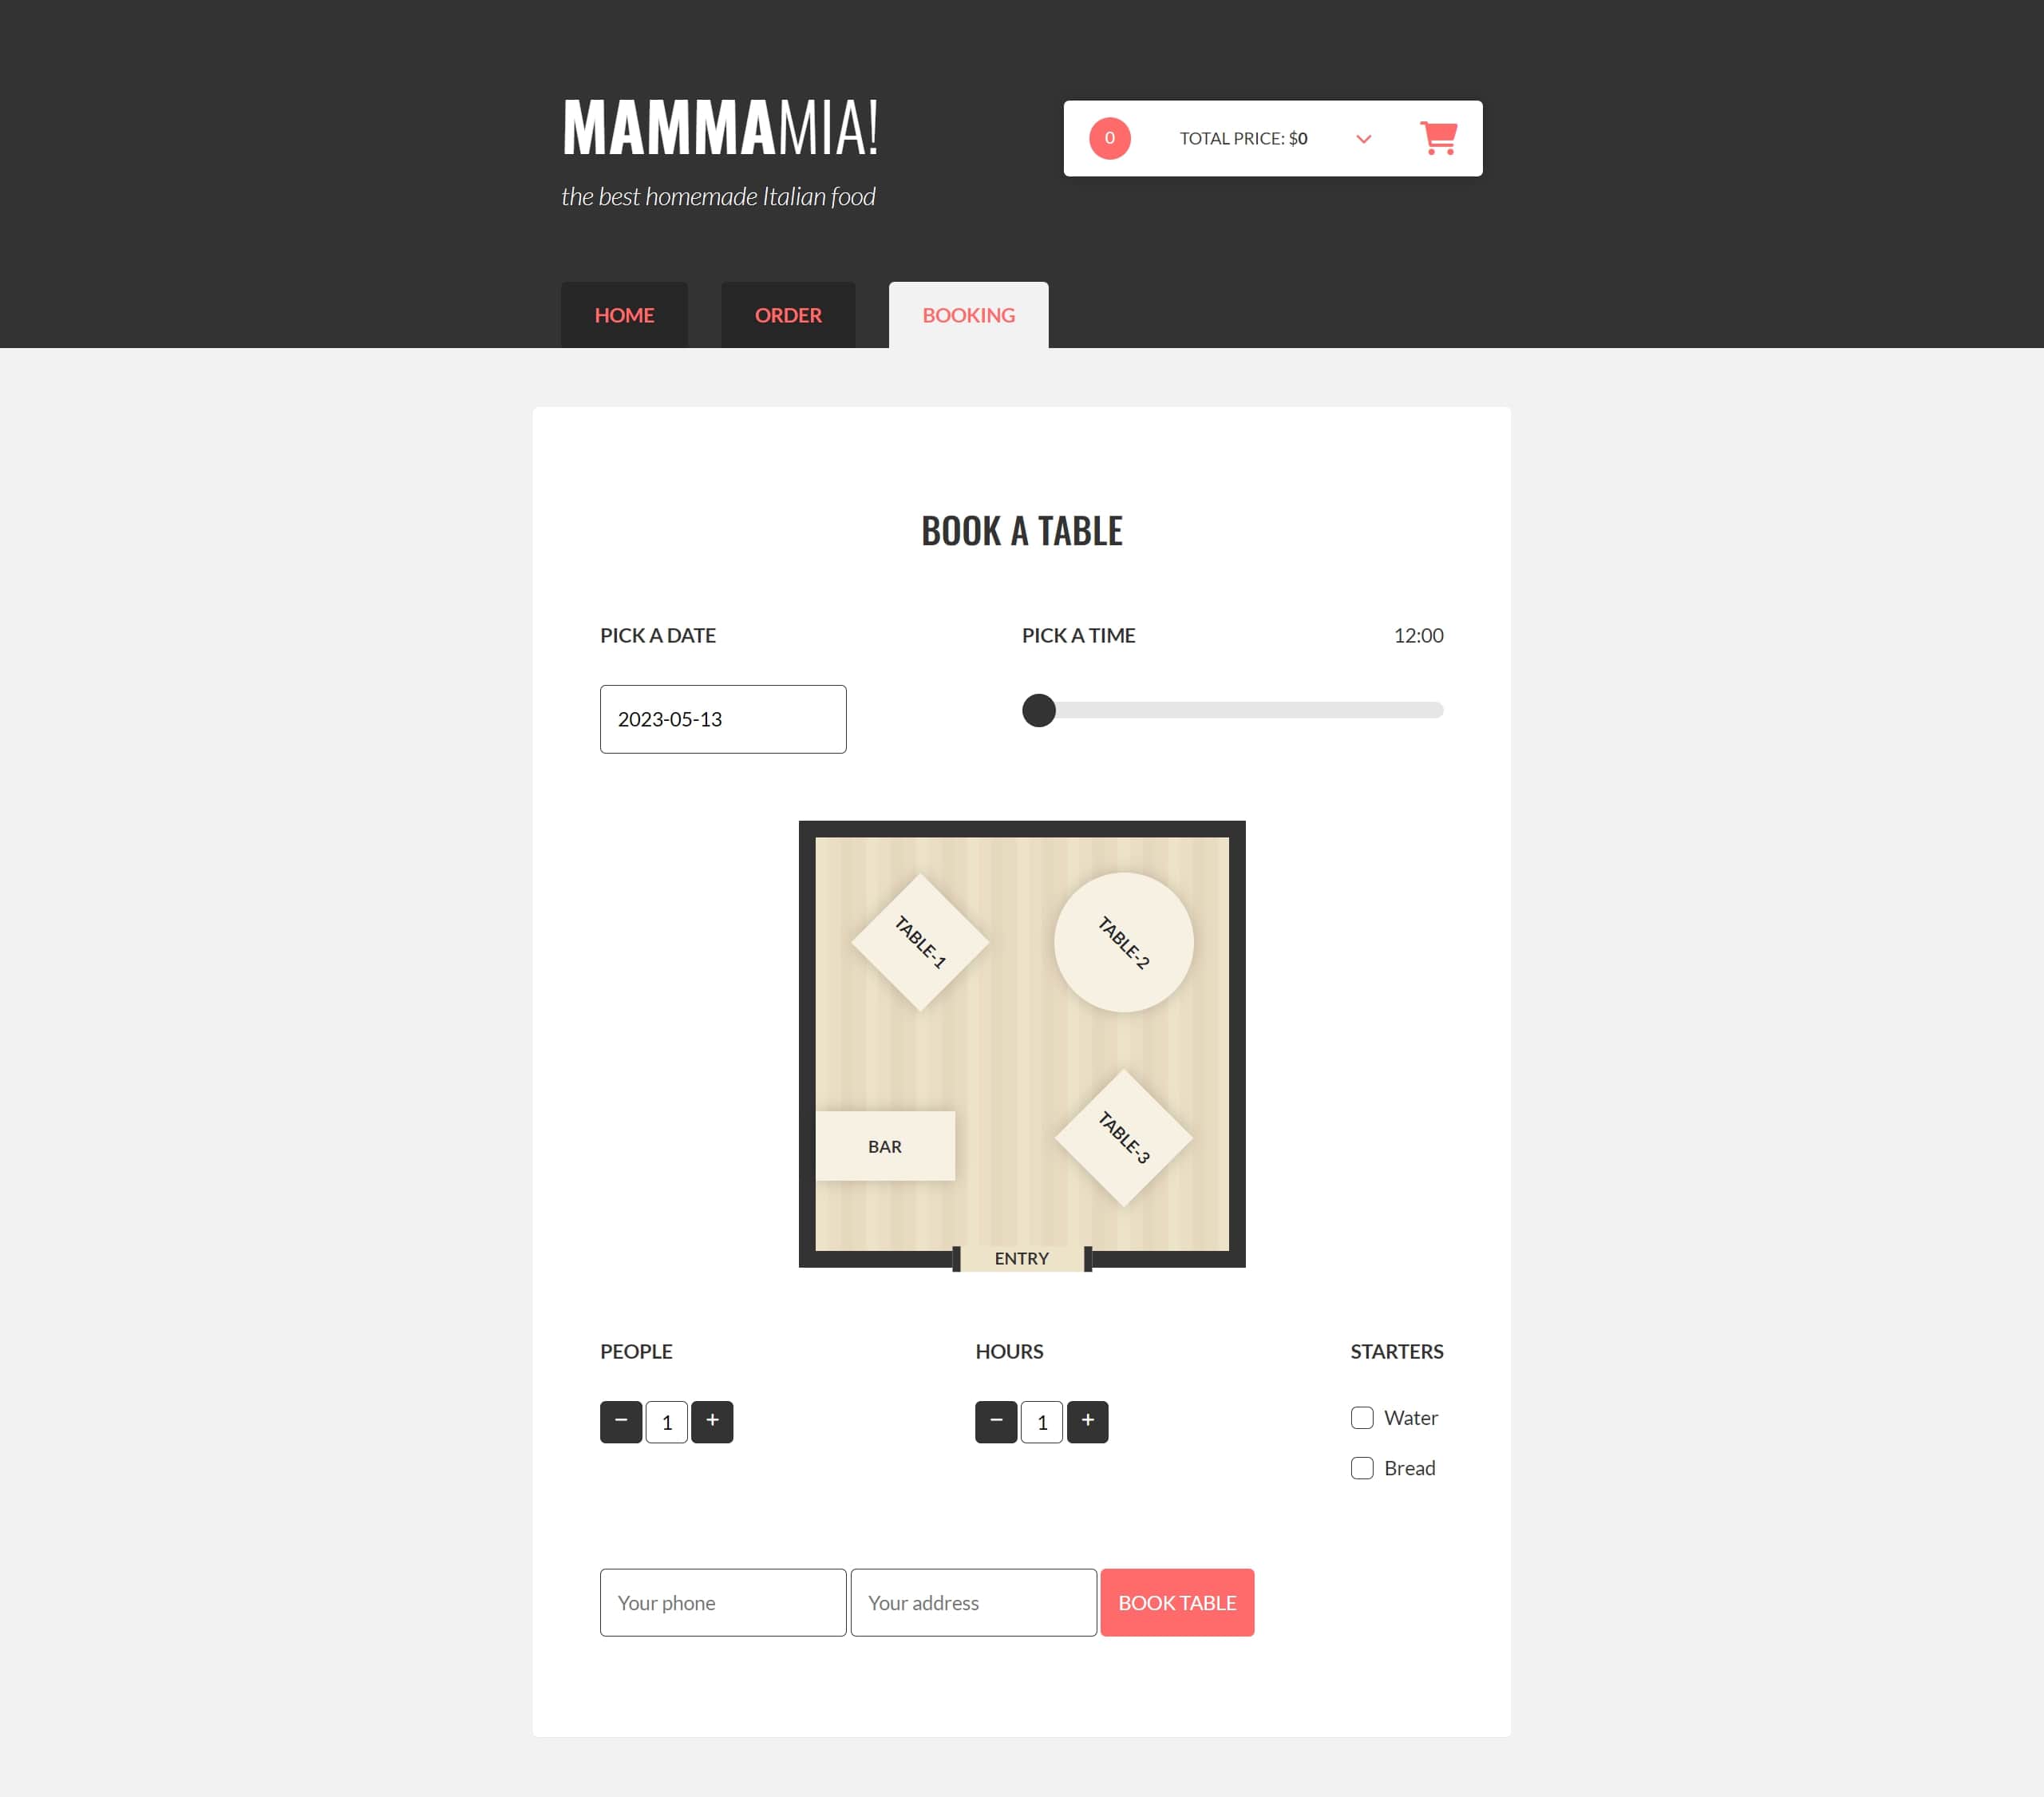 MAMMAMIA!
the best homemade Italian food
0 TOTAL PRICE: $0
HOME ORDER BOOKING
BOOK A TABLE
PICK A DATE PICK A TIME 12:00
2023-05-13
TABLE-1 TABLE-2
TABLE-3
BAR
ENTRY
PEOPLE HOURS STARTERS
− 1 + − 1 + Water
Bread
Your phone Your address BOOK TABLE